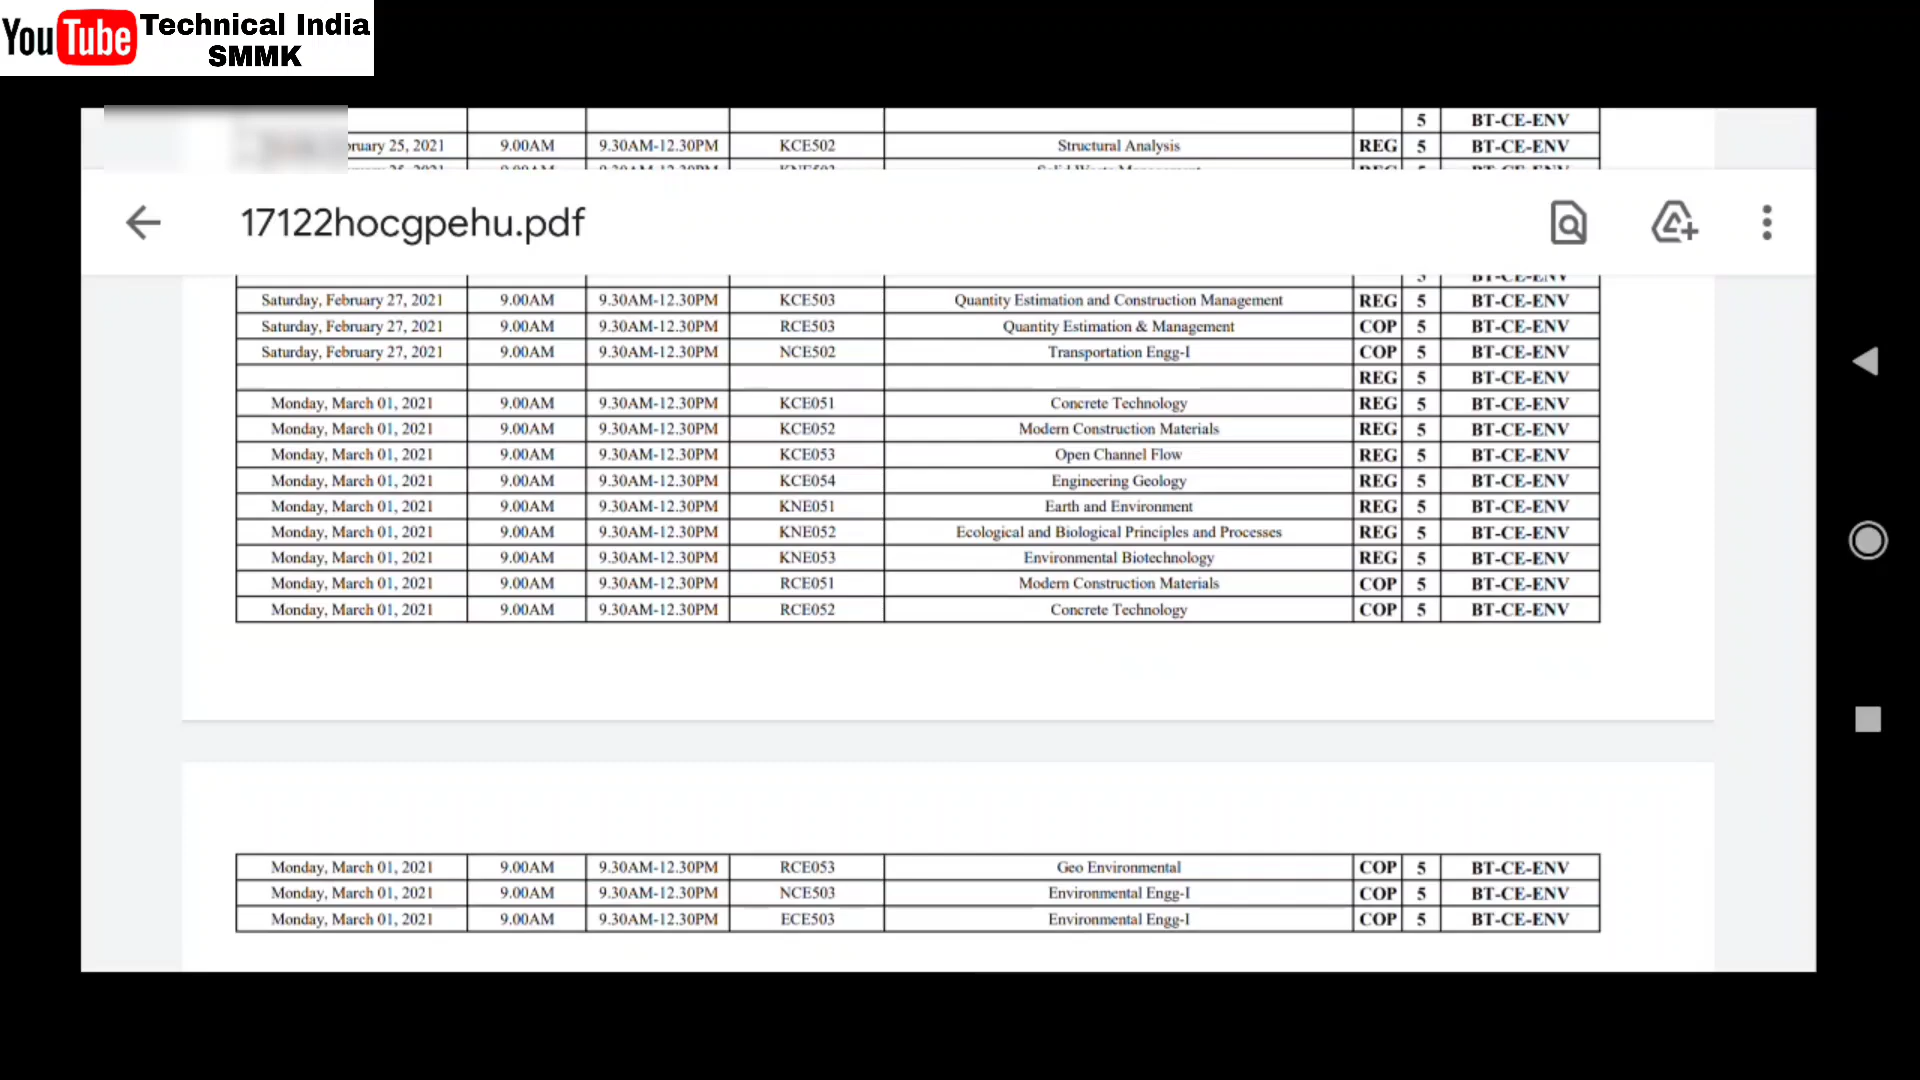 YouTube Technical India
SMMK
5 BT-CE-ENV
bruary 25, 2021 9.00AM 9.30AM-12.30PM KCE502 Structural Analysis REG 5 BT-CE-ENV
17122hocgpehu.pdf
Saturday, February 27, 2021 9.00AM 9.30AM-12.30PM KCE503 Quantity Estimation and Construction Management REG 5 BT-CE-ENV
Saturday, February 27, 2021 9.00AM 9.30AM-12.30PM RCE503 Quantity Estimation & Management COP 5 BT-CE-ENV
Saturday, February 27, 2021 9.00AM 9.30AM-12.30PM NCE502 Transportation Engg-I COP 5 BT-CE-ENV
REG 5 BT-CE-ENV
Monday, March 01, 2021 9.00AM 9.30AM-12.30PM KCE051 Concrete Technology REG 5 BT-CE-ENV
Monday, March 01, 2021 9.00AM 9.30AM-12.30PM KCE052 Modern Construction Materials REG 5 BT-CE-ENV
Monday, March 01, 2021 9.00AM 9.30AM-12.30PM KCE053 Open Channel Flow REG 5 BT-CE-ENV
Monday, March 01, 2021 9.00AM 9.30AM-12.30PM KCE054 Engineering Geology REG 5 BT-CE-ENV
Monday, March 01, 2021 9.00AM 9.30AM-12.30PM KNE051 Earth and Environment REG 5 BT-CE-ENV
Monday, March 01, 2021 9.00AM 9.30AM-12.30PM KNE052 Ecological and Biological Principles and Processes REG 5 BT-CE-ENV
Monday, March 01, 2021 9.00AM 9.30AM-12.30PM KNE053 Environmental Biotechnology REG 5 BT-CE-ENV
Monday, March 01, 2021 9.00AM 9.30AM-12.30PM RCE051 Modern Construction Materials COP 5 BT-CE-ENV
Monday, March 01, 2021 9.00AM 9.30AM-12.30PM RCE052 Concrete Technology COP 5 BT-CE-ENV
Monday, March 01, 2021 9.00AM 9.30AM-12.30PM RCE053 Geo Environmental COP 5 BT-CE-ENV
Monday, March 01, 2021 9.00AM 9.30AM-12.30PM NCE503 Environmental Engg-I COP 5 BT-CE-ENV
Monday, March 01, 2021 9.00AM 9.30AM-12.30PM ECE503 Environmental Engg-I COP 5 BT-CE-ENV